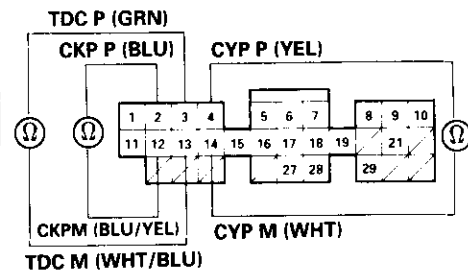 TDC P (GRN)
CKP P (BLU) CYP P (YEL)
1 2 3 4 5 6 7 8 9 10
Ω Ω Ω
11 12 13 14 15 16 17 18 19 21
27 28 29
CKPM (BLU/YEL) CYP M (WHT)
TDC M (WHT/BLU)